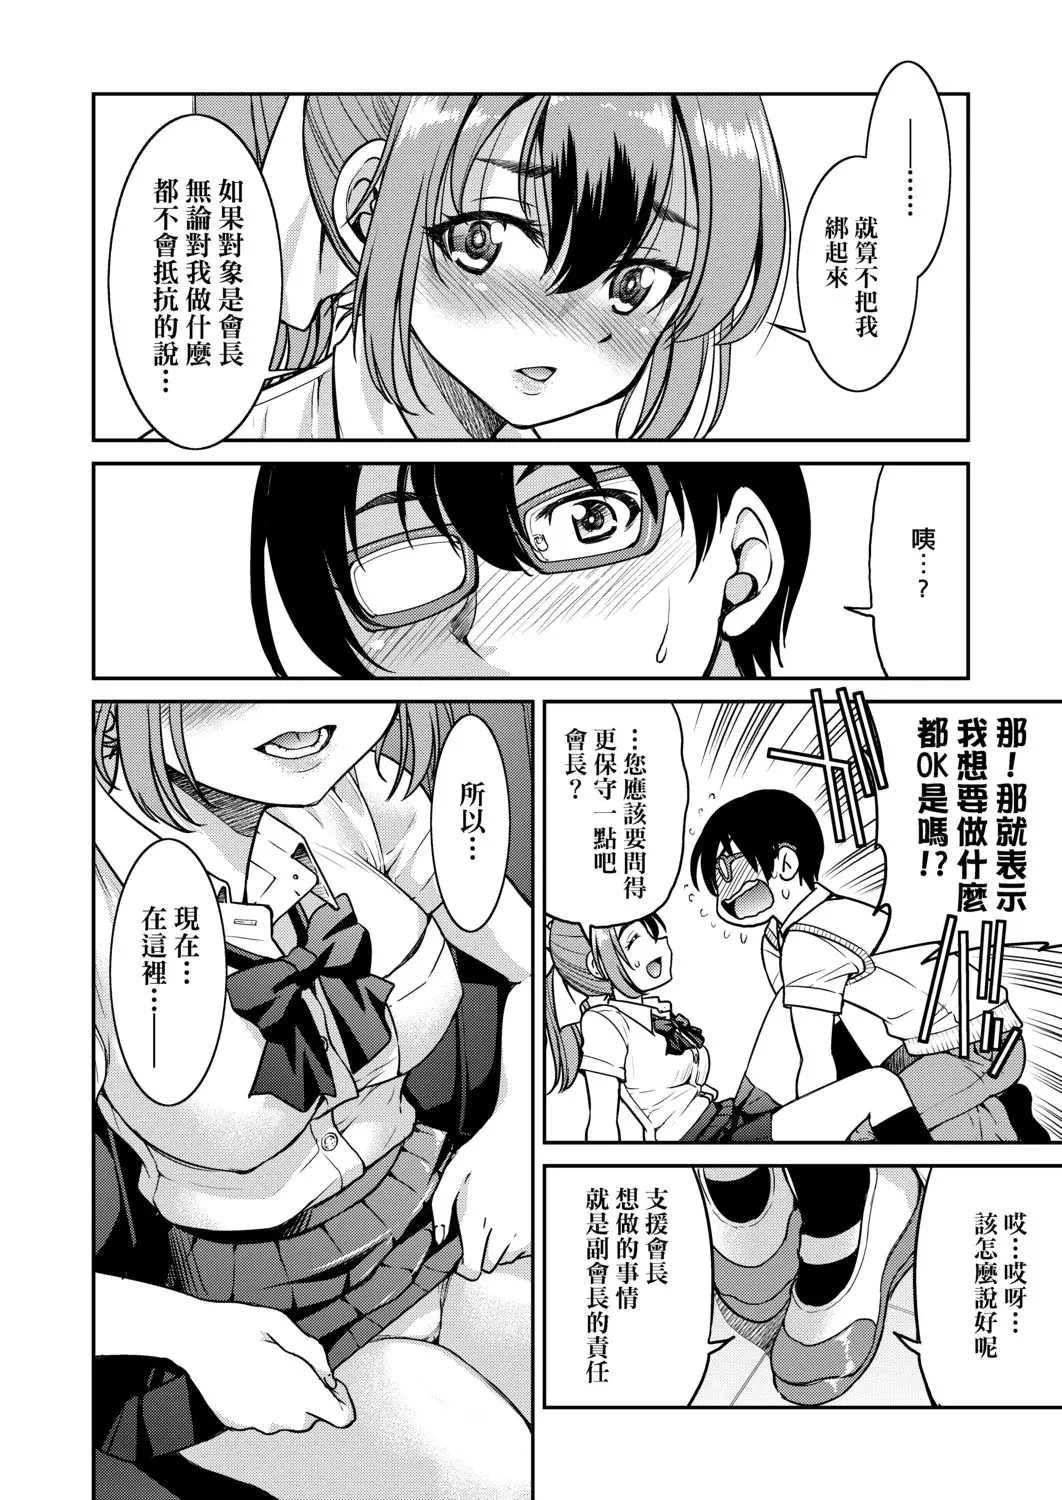 ―……
就算不把我
綁起來
如果對象是會長
無論對我做什麼
都不會抵抗的說…
咦…?
那！那就表示
我想要做什麼
都OK是嗎!?
…您應該要問得
更保守一點吧
會長?
哎…哎呀…
該怎麼說好呢
支援會長
想做的事情
就是副會長的責任
所以…
現在…
在這裡…―